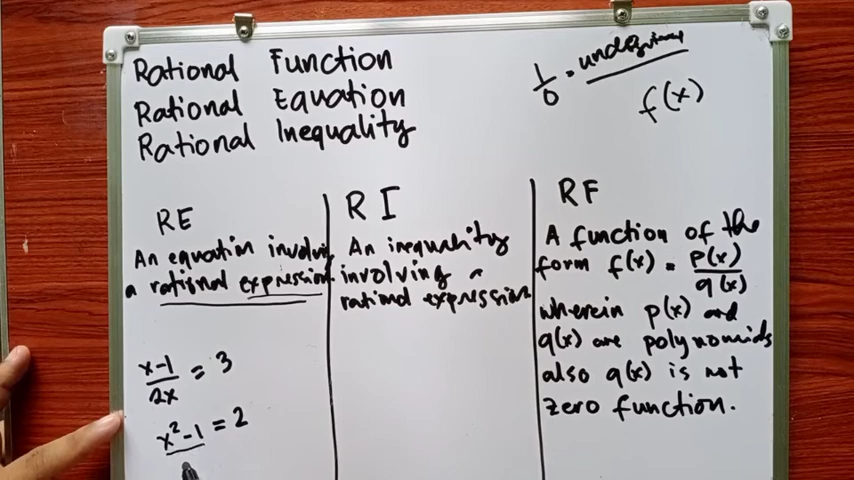 Rational Function
Rational Equation
Rational Inequality
1/0 = undefined
f(x)
RE
An equation involving
a rational expression
x-1/2x = 3
x²-1 = 2
RI
An inequality
involving a
rational expression
RF
A function of the
form f(x) = p(x)/q(x)
wherein p(x) and
q(x) are polynomials
also q(x) is not
zero function.